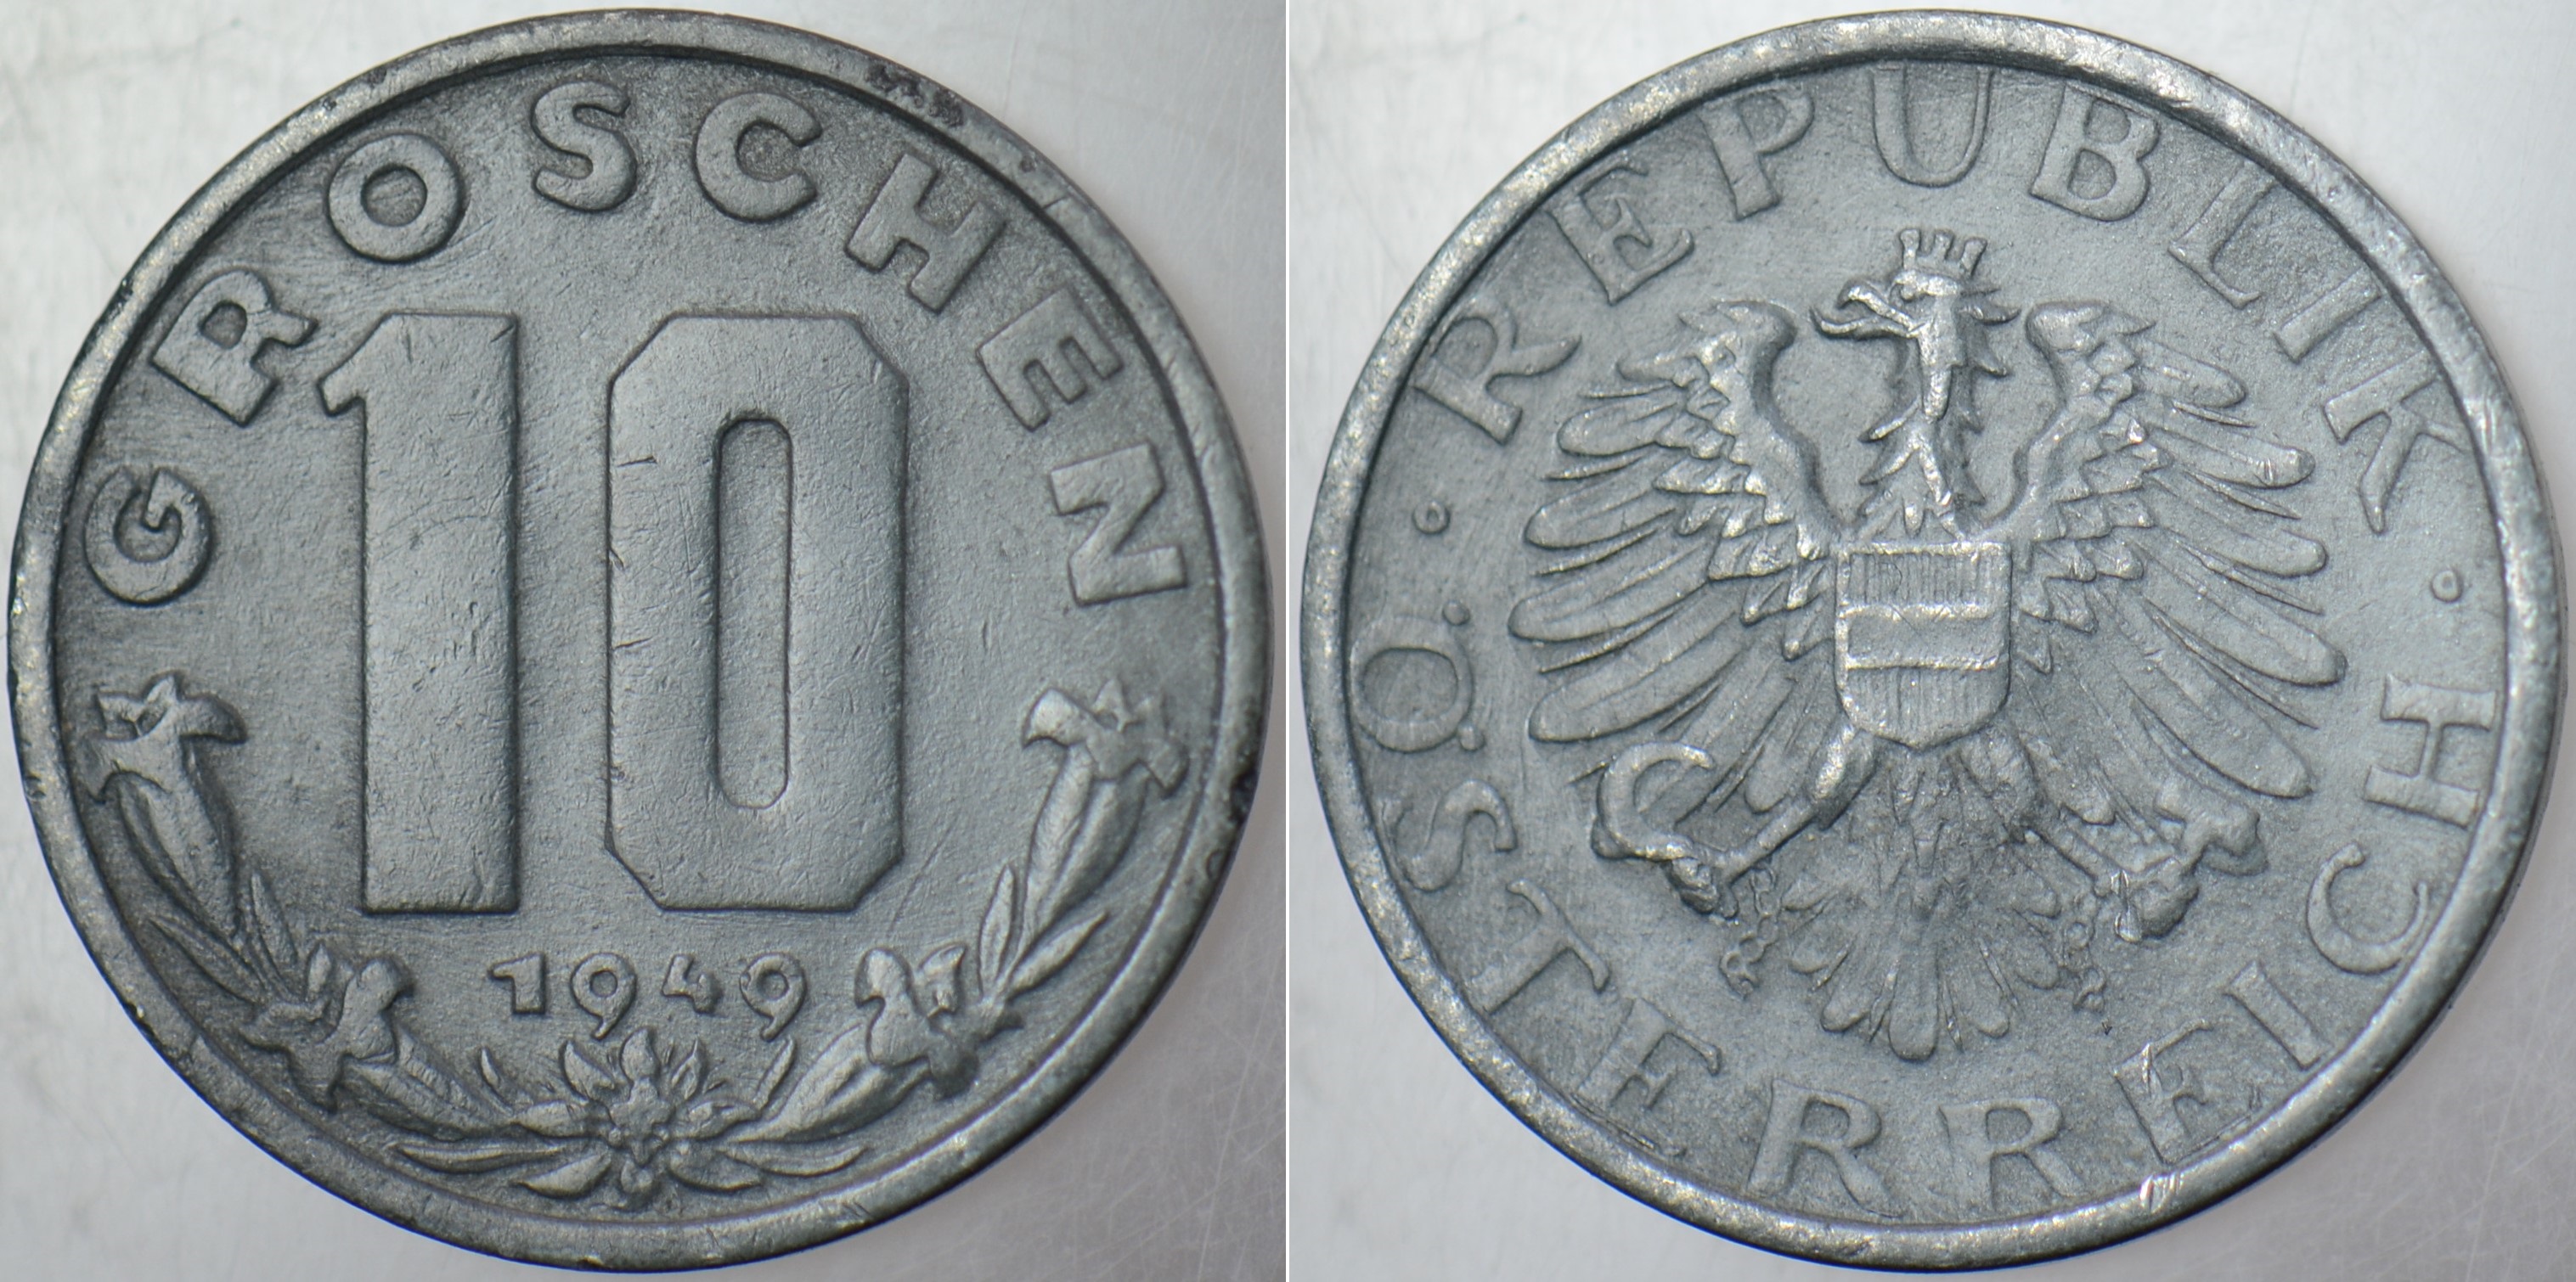 GROSCHEN
10
1949
REPUBLIK
ÖSTERREICH